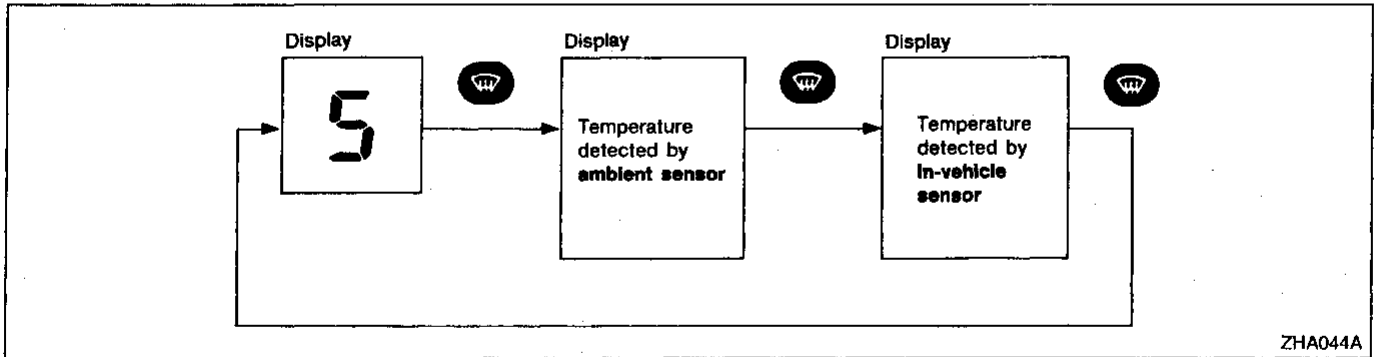 Display
5
Display
Temperature
detected by
ambient sensor
Display
Temperature
detected by
in-vehicle
sensor
ZHA044A